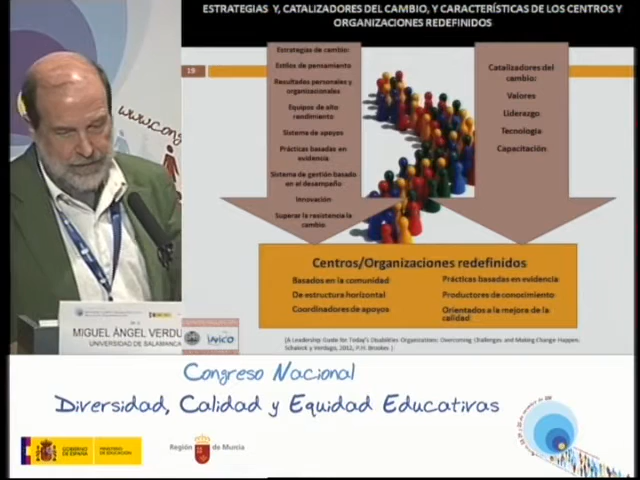 ESTRATEGIAS Y, CATALIZADORES DEL CAMBIO, Y CARACTERÍSTICAS DE LOS CENTROS Y
ORGANIZACIONES REDEFINIDOS
19
Estrategias de cambio:
Estilos de pensamiento
Resultados personales y
organizacionales
Equipos de alto
rendimiento
Sistema de apoyos
Prácticas basadas en
evidencia
Sistema de gestión basado
en el desempeño
Innovación
Superar la resistencia la
cambio
Catalizadores del
cambio:
Valores
Liderazgo
Tecnología
Capacitación
Centros/Organizaciones redefinidos
Basados en la comunidad
De estructura horizontal
Coordinadores de apoyos
Prácticas basadas en evidencia
Productores de conocimiento
Orientados a la mejora de la
calidad
(A Leadership Guide for Today's Disabilities Organizations: Overcoming Challenges and Making Change Happen.
Schalock y Verdugo, 2012, P.H. Brookes )
www.cong
MIGUEL ÁNGEL VERDU
UNIVERSIDAD DE SALAMANCA
INICO
Congreso Nacional
Diversidad, Calidad y Equidad Educativas
GOBIERNO
DE ESPAÑA
MINISTERIO
DE EDUCACIÓN
Región de Murcia